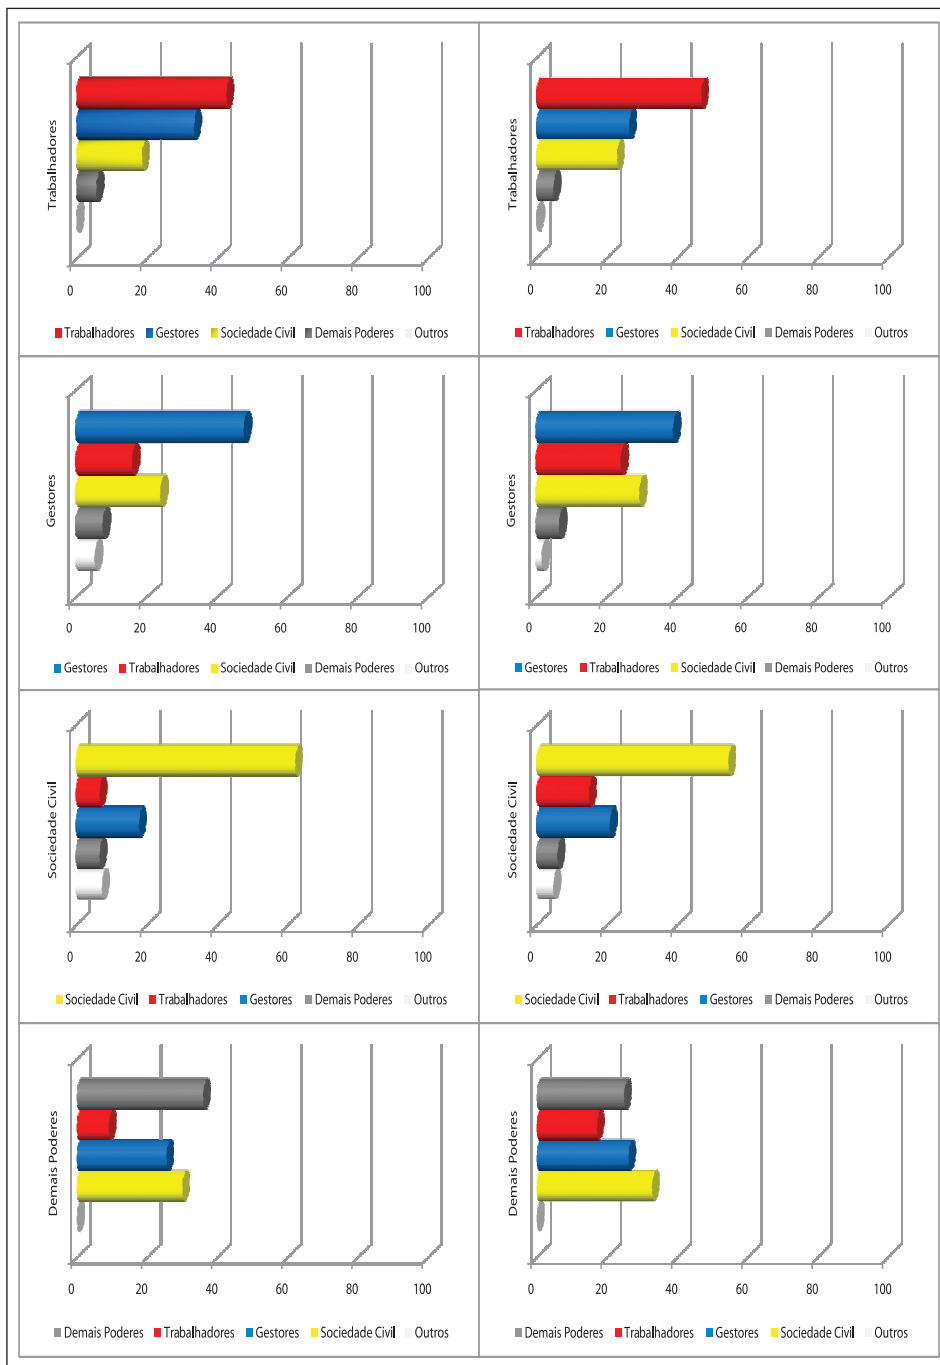 Trabalhadores
0 20 40 60 80 100
Trabalhadores Gestores Sociedade Civil Demais Poderes Outros
Trabalhadores
0 20 40 60 80 100
Trabalhadores Gestores Sociedade Civil Demais Poderes Outros
Gestores
0 20 40 60 80 100
Gestores Trabalhadores Sociedade Civil Demais Poderes Outros
Gestores
0 20 40 60 80 100
Gestores Trabalhadores Sociedade Civil Demais Poderes Outros
Sociedade Civil
0 20 40 60 80 100
Sociedade Civil Trabalhadores Gestores Demais Poderes Outros
Sociedade Civil
0 20 40 60 80 100
Sociedade Civil Trabalhadores Gestores Demais Poderes Outros
Demais Poderes
0 20 40 60 80 100
Demais Poderes Trabalhadores Gestores Sociedade Civil Outros
Demais Poderes
0 20 40 60 80 100
Demais Poderes Trabalhadores Gestores Sociedade Civil Outros